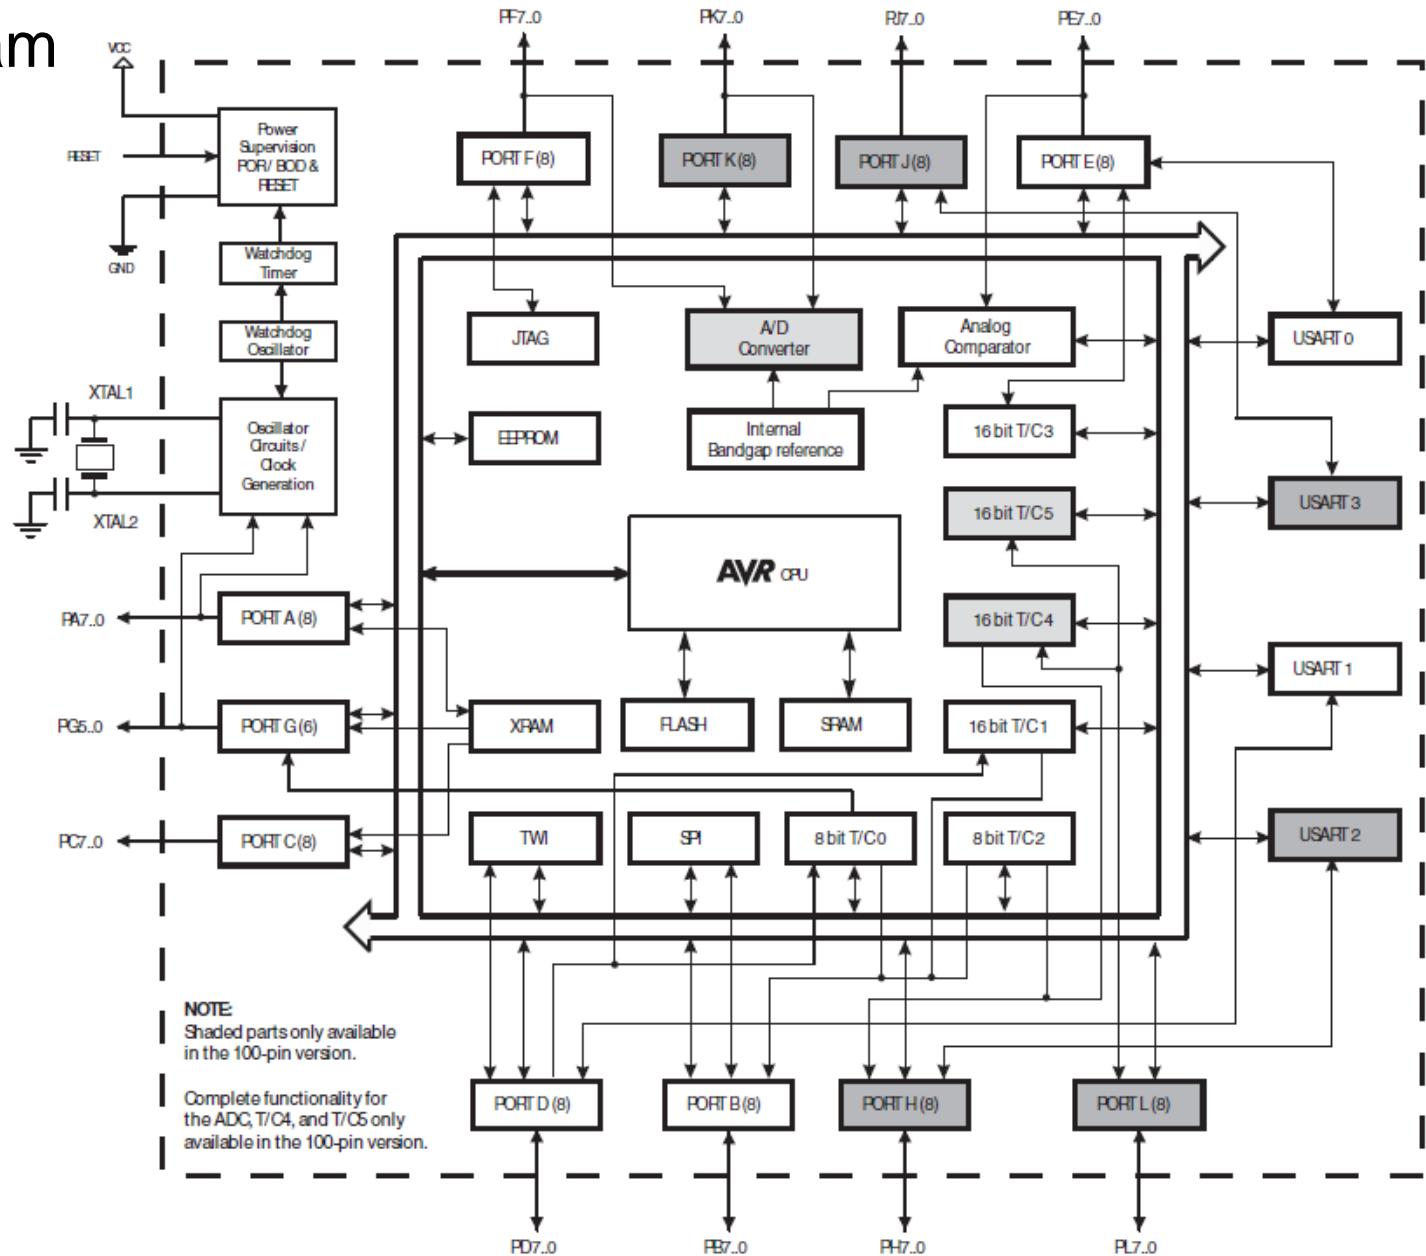 am
PF7..0
PK7..0
PJ7..0
PE7..0
VCC
Power
Supervision
POR/ BOD &
RESET
RESET
PORT F (8)
PORT K (8)
PORT J (8)
PORT E (8)
GND
Watchdog
Timer
Watchdog
Oscillator
JTAG
A/D
Converter
Analog
Comparator
USART 0
XTAL1
Oscillator
Circuits /
Clock
Generation
XTAL2
EEPROM
Internal
Bandgap reference
16 bit T/C3
16 bit T/C5
USART 3
AVR CPU
PA7..0
PORT A (8)
16 bit T/C4
USART 1
PG5..0
PORT G (6)
XRAM
FLASH
SRAM
16 bit T/C1
PC7..0
PORT C (8)
TWI
SPI
8 bit T/C0
8 bit T/C2
USART 2
NOTE:
Shaded parts only available
in the 100-pin version.
Complete functionality for
the ADC, T/C4, and T/C5 only
available in the 100-pin version.
PORT D (8)
PORT B (8)
PORT H (8)
PORT L (8)
PD7..0
PB7..0
PH7..0
PL7..0